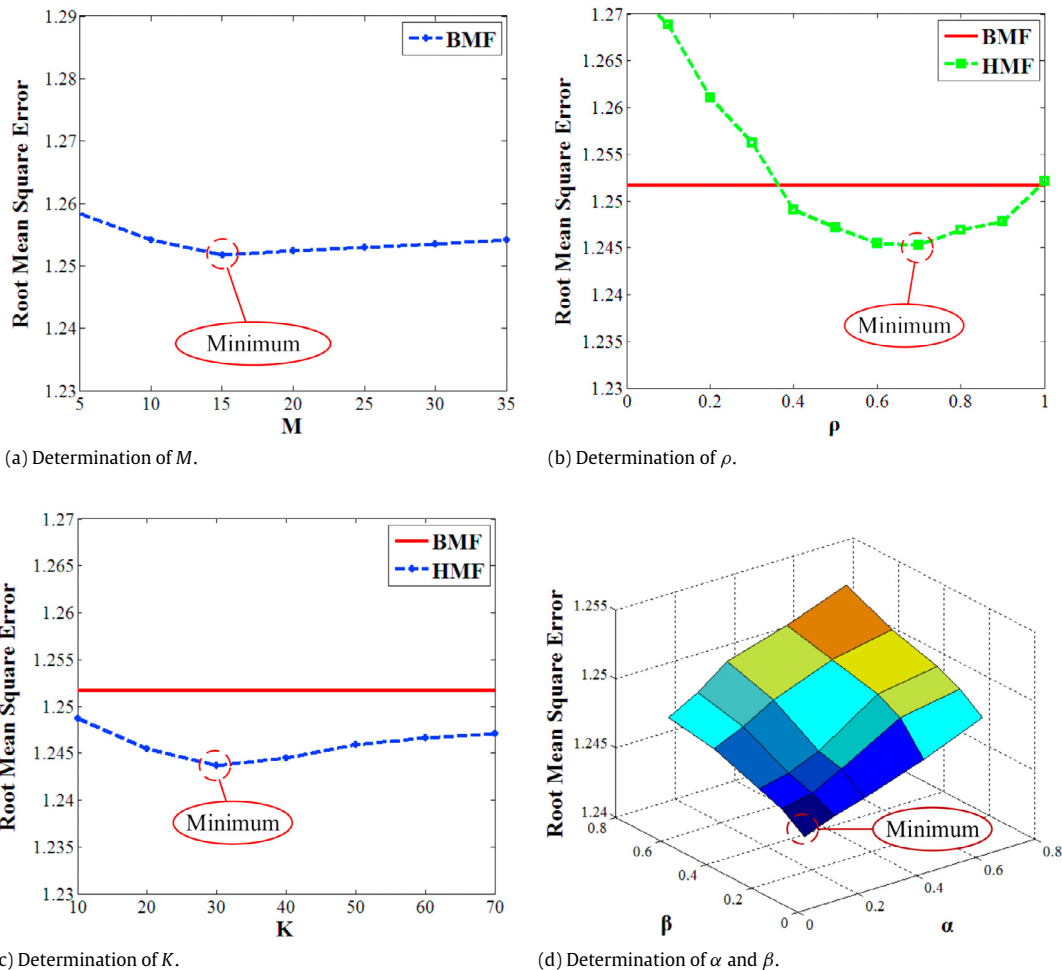 1.29
1.28
1.27
1.26
1.25
1.24
1.23
Root Mean Square Error
BMF
Minimum
5 10 15 20 25 30 35
M
(a) Determination of M.
1.27
1.265
1.26
1.255
1.25
1.245
1.24
1.235
1.23
Root Mean Square Error
BMF
HMF
Minimum
0 0.2 0.4 0.6 0.8 1
ρ
(b) Determination of ρ.
1.27
1.265
1.26
1.255
1.25
1.245
1.24
1.235
1.23
Root Mean Square Error
BMF
HMF
Minimum
10 20 30 40 50 60 70
K
c) Determination of K.
1.255
1.25
1.245
1.24
Root Mean Square Error
Minimum
0.8 0.6 0.4 0.2 0
β
0 0.2 0.4 0.6 0.8
α
(d) Determination of α and β.